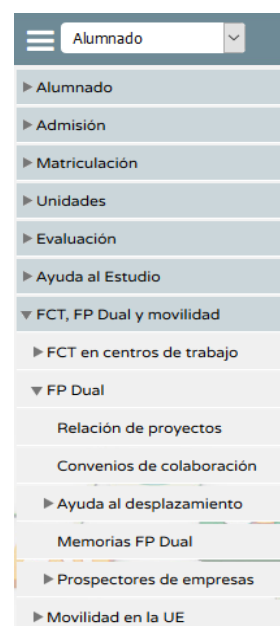 Alumnado
Alumnado
Admisión
Matriculación
Unidades
Evaluación
Ayuda al Estudio
FCT, FP Dual y movilidad
FCT en centros de trabajo
FP Dual
Relación de proyectos
Convenios de colaboración
Ayuda al desplazamiento
Memorias FP Dual
Prospectores de empresas
Movilidad en la UE